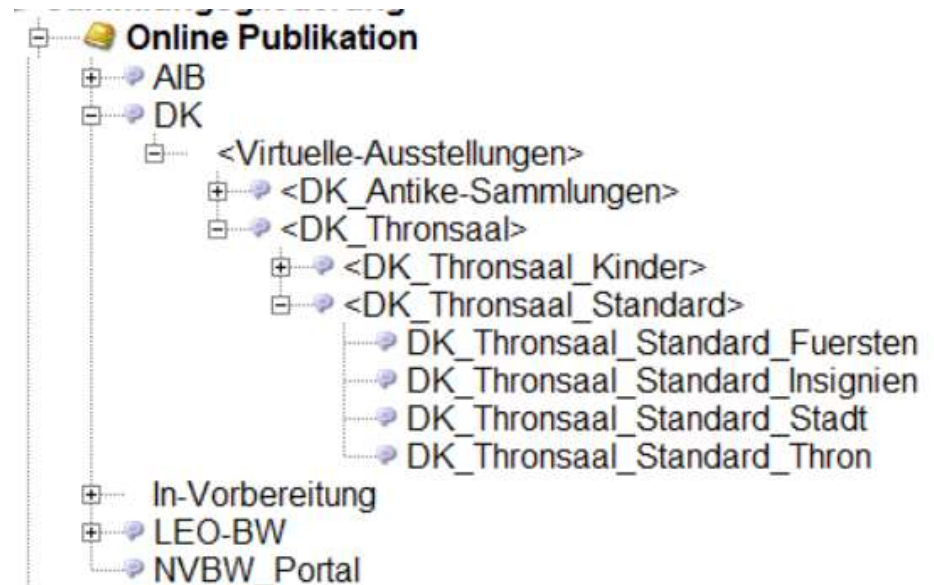 Online Publikation
AIB
DK
<Virtuelle-Ausstellungen>
<DK_Antike-Sammlungen>
<DK_Thronsaal>
<DK_Thronsaal_Kinder>
<DK_Thronsaal_Standard>
DK_Thronsaal_Standard_Fuersten
DK_Thronsaal_Standard_Insignien
DK_Thronsaal_Standard_Stadt
DK_Thronsaal_Standard_Thron
In-Vorbereitung
LEO-BW
NVBW_Portal